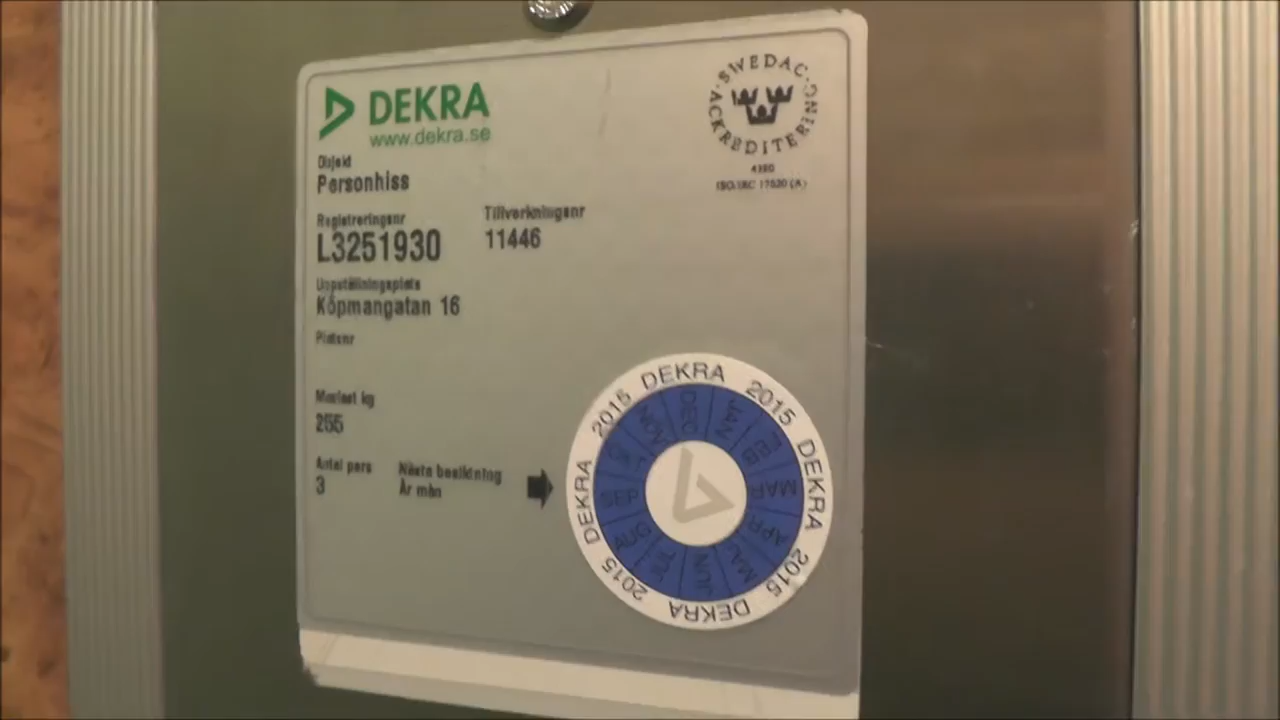 DEKRA
www.dekra.se
SWEDAC ACKREDITERING
ISO/IEC 17020 (A)
Objekt
Personhiss
Registreringsnr
Tillverkningsnr
L3251930
11446
Uppställningsplats
Köpmangatan 16
Platsnr
Maxlast kg
255
Antal pers
Nästa besiktning
3
År mån
DEKRA 2015 DEKRA 2015 DEKRA 2015 DEKRA 2015
JAN FEB MAR APR MAJ JUN JUL AUG SEP NOV DEC